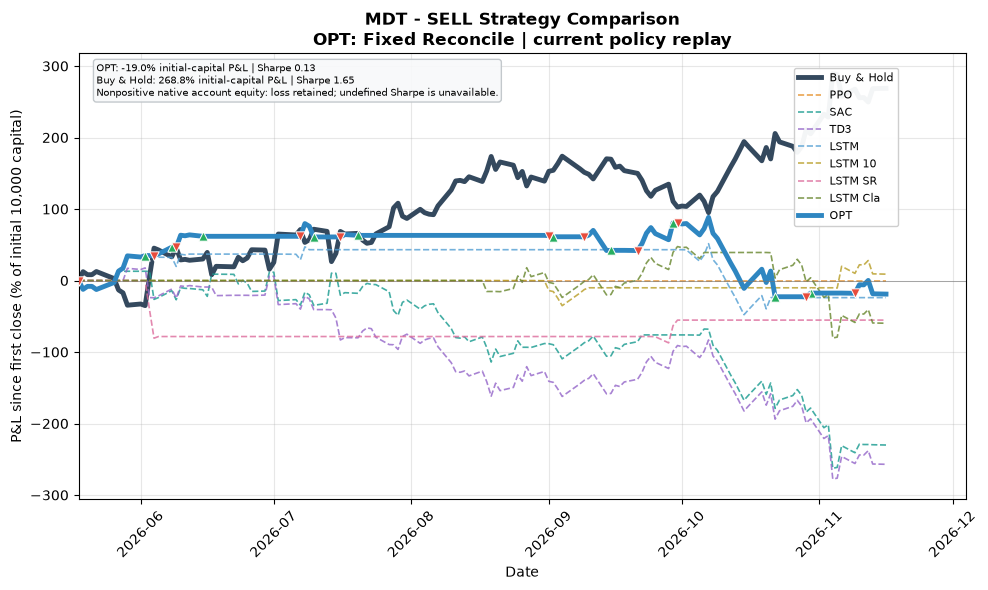 MDT - SELL Strategy Comparison
OPT: Fixed Reconcile | current policy replay
OPT: -19.0% initial-capital P&L | Sharpe 0.13
Buy & Hold: 268.8% initial-capital P&L | Sharpe 1.65
Nonpositive native account equity: loss retained; undefined Sharpe is unavailable.
Buy & Hold
PPO
SAC
TD3
LSTM
LSTM 10
LSTM SR
LSTM Cla
OPT
P&L since first close (% of initial 10,000 capital)
300
200
100
0
−100
−200
−300
2026-06
2026-07
2026-08
2026-09
2026-10
2026-11
2026-12
Date